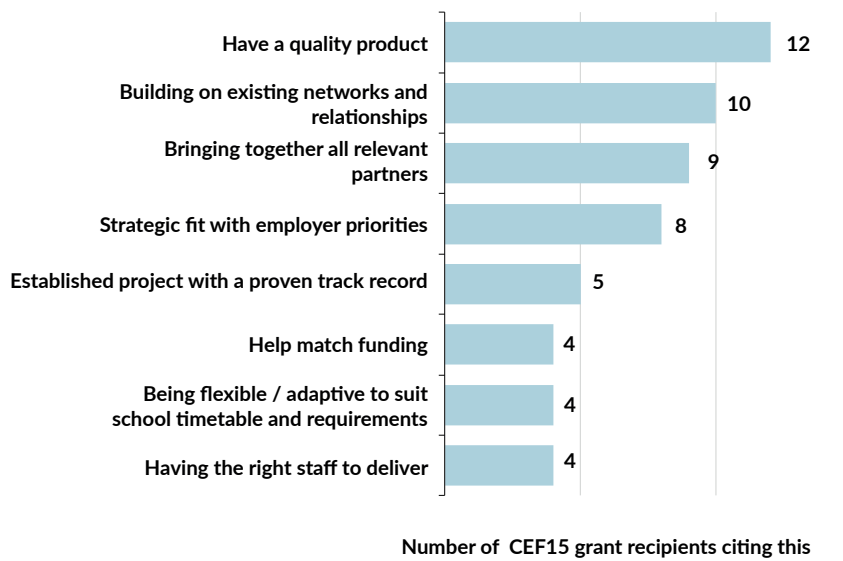 Have a quality product
12
Building on existing networks and
relationships
10
Bringing together all relevant
partners
9
Strategic fit with employer priorities
8
Established project with a proven track record
5
Help match funding
4
Being flexible / adaptive to suit
school timetable and requirements
4
Having the right staff to deliver
4
Number of CEF15 grant recipients citing this